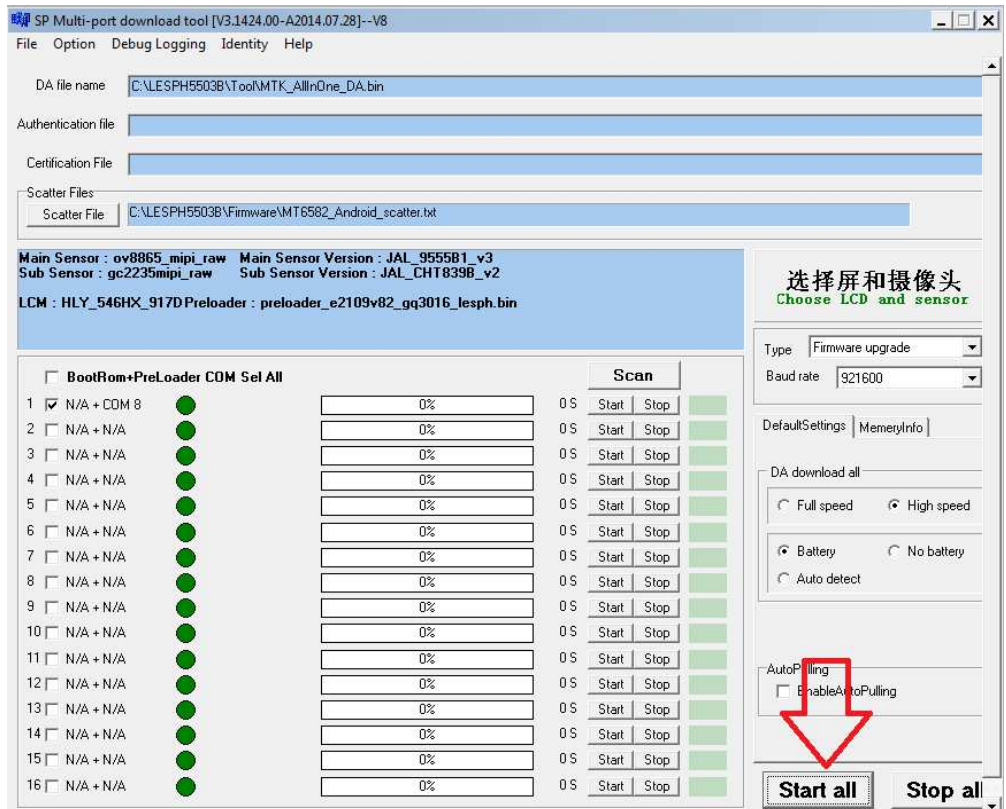 SP Multi-port download tool [V3.1424.00-A2014.07.28]--V8
File Option Debug Logging Identity Help
DA file name C:\LESPH5503B\Tool\MTK_AllInOne_DA.bin
Authentication file
Certification File
Scatter Files
Scatter File C:\LESPH5503B\Firmware\MT6582_Android_scatter.txt
Main Sensor : ov8865_mipi_raw Main Sensor Version : JAL_9555B1_v3
Sub Sensor : gc2235mipi_raw Sub Sensor Version : JAL_CHT839B_v2
LCM : HLY_546HX_917D Preloader : preloader_e2109v82_gq3016_lesph.bin
选择屏和摄像头
Choose LCD and sensor
Type Firmware upgrade
Baud rate 921600
BootRom+PreLoader COM Sel All Scan
1 N/A + COM 8 0% 0 S Start Stop
2 N/A + N/A 0% 0 S Start Stop
3 N/A + N/A 0% 0 S Start Stop
4 N/A + N/A 0% 0 S Start Stop
5 N/A + N/A 0% 0 S Start Stop
6 N/A + N/A 0% 0 S Start Stop
7 N/A + N/A 0% 0 S Start Stop
8 N/A + N/A 0% 0 S Start Stop
9 N/A + N/A 0% 0 S Start Stop
10 N/A + N/A 0% 0 S Start Stop
11 N/A + N/A 0% 0 S Start Stop
12 N/A + N/A 0% 0 S Start Stop
13 N/A + N/A 0% 0 S Start Stop
14 N/A + N/A 0% 0 S Start Stop
15 N/A + N/A 0% 0 S Start Stop
16 N/A + N/A 0% 0 S Start Stop
DefaultSettings MemeryInfo
DA download all
Full speed High speed
Battery No battery
Auto detect
AutoPulling
EnableAutoPulling
Start all Stop all